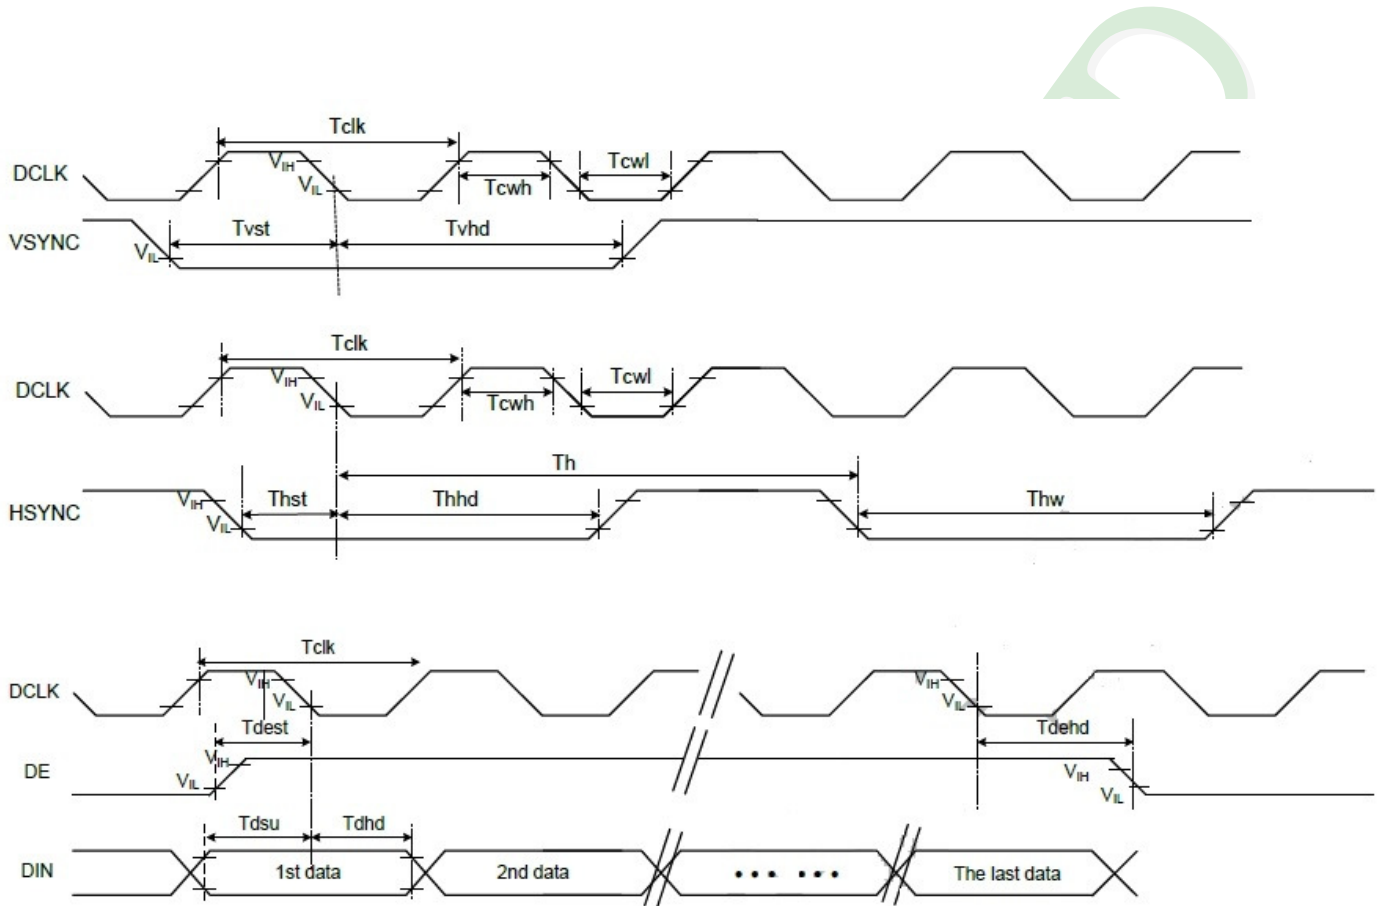 Tclk
DCLK VIH VIL Tcwh Tcwl
VSYNC VIL Tvst Tvhd
Tclk
DCLK VIH VIL Tcwh Tcwl
Th
HSYNC VIH VIL Thst Thhd Thw
Tclk
DCLK VIH VIL VIH VIL
Tdest Tdehd
DE VIL VIH VIH VIL
Tdsu Tdhd
DIN 1st data 2nd data ••• ••• The last data